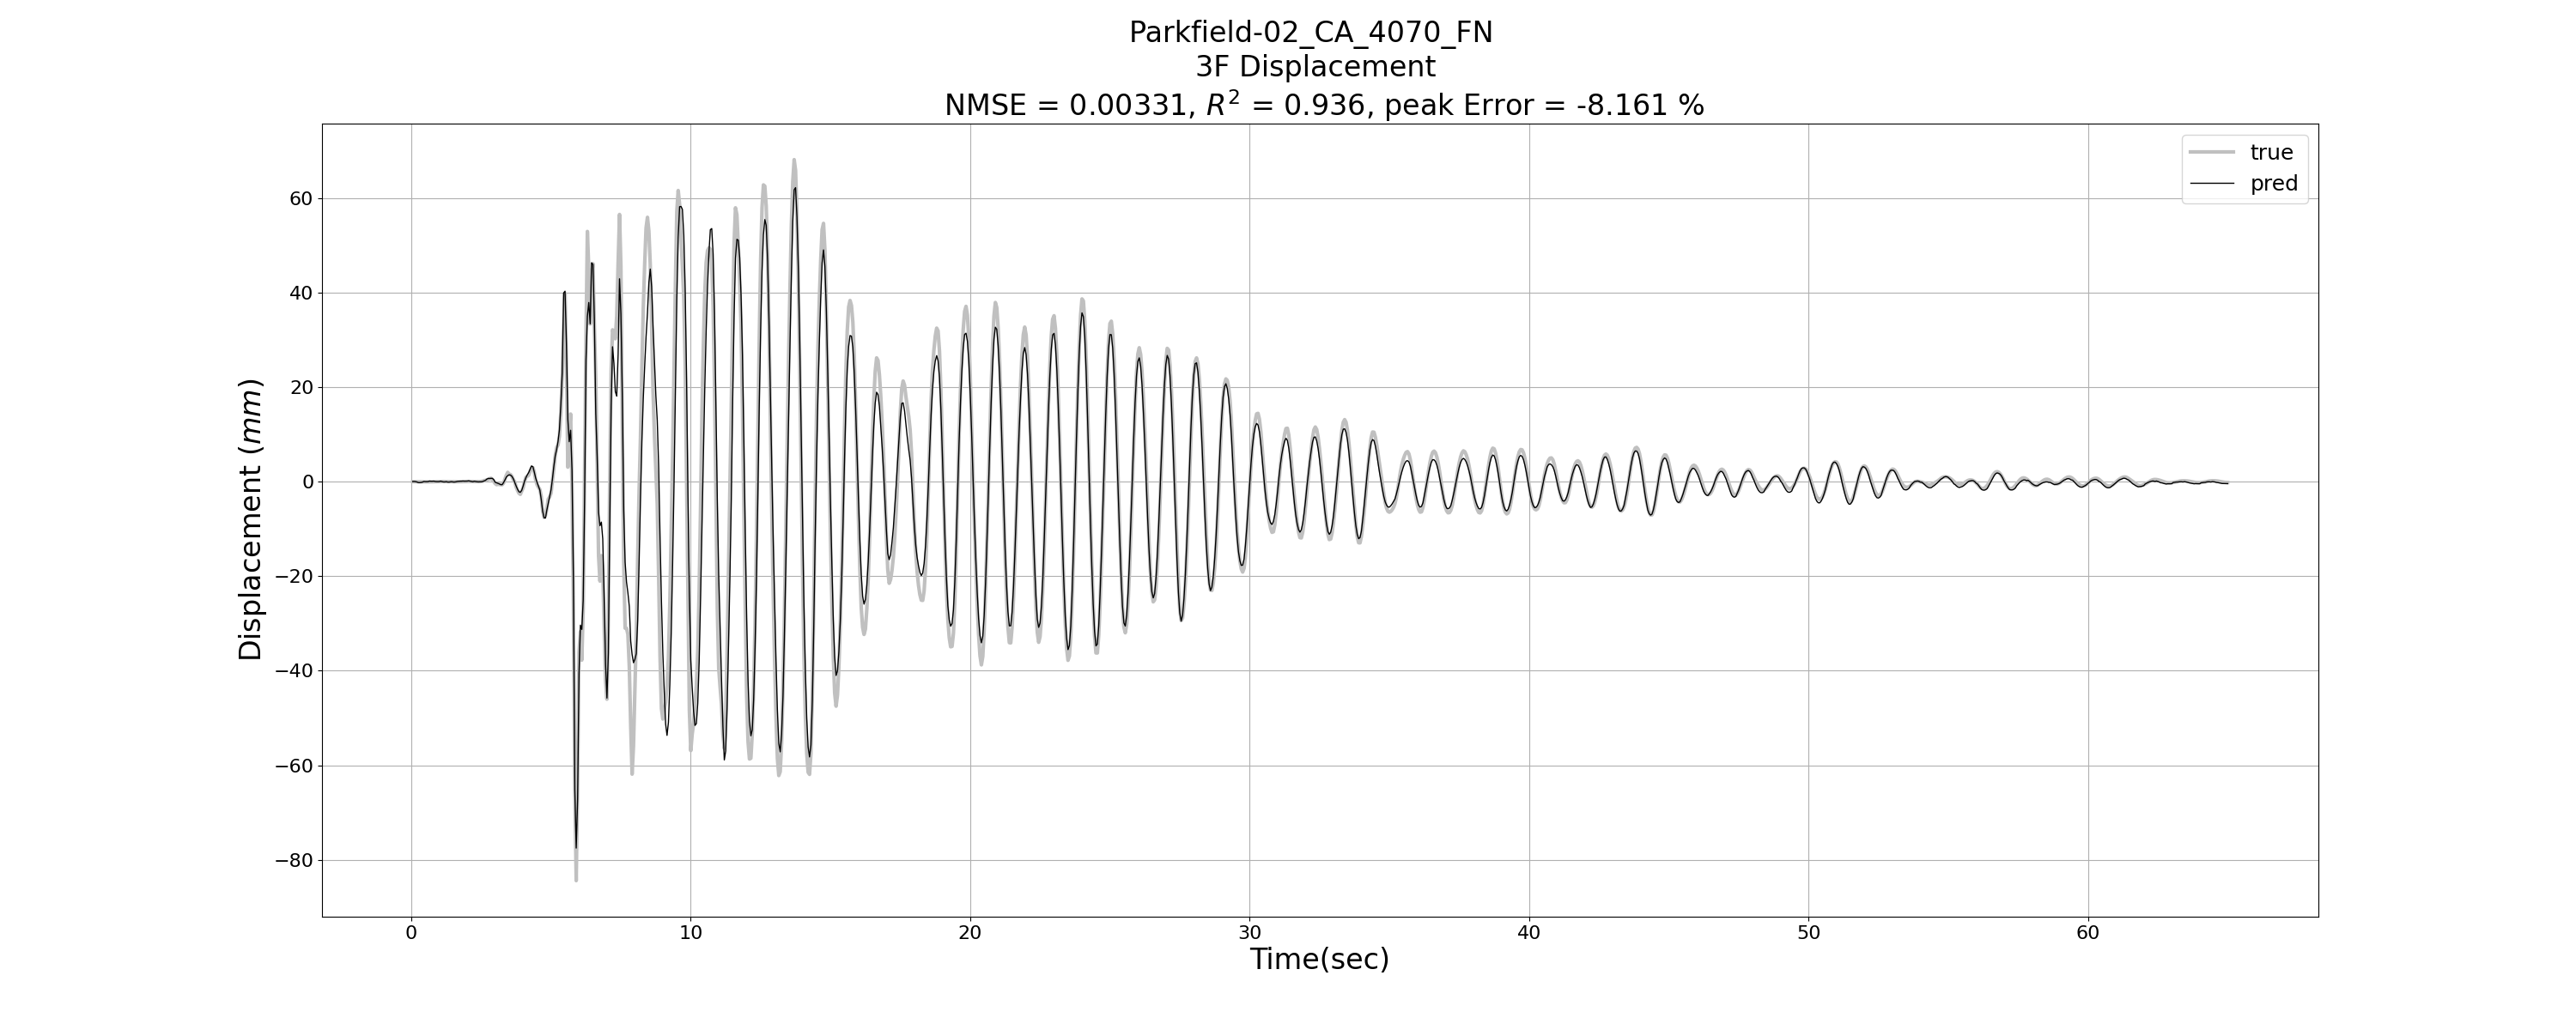 Parkfield-02_CA_4070_FN
3F Displacement
NMSE = 0.00331, R² = 0.936, peak Error = -8.161 %
true
pred
60
40
20
0
−20
−40
−60
−80
Displacement (mm)
0 10 20 30 40 50 60
Time(sec)